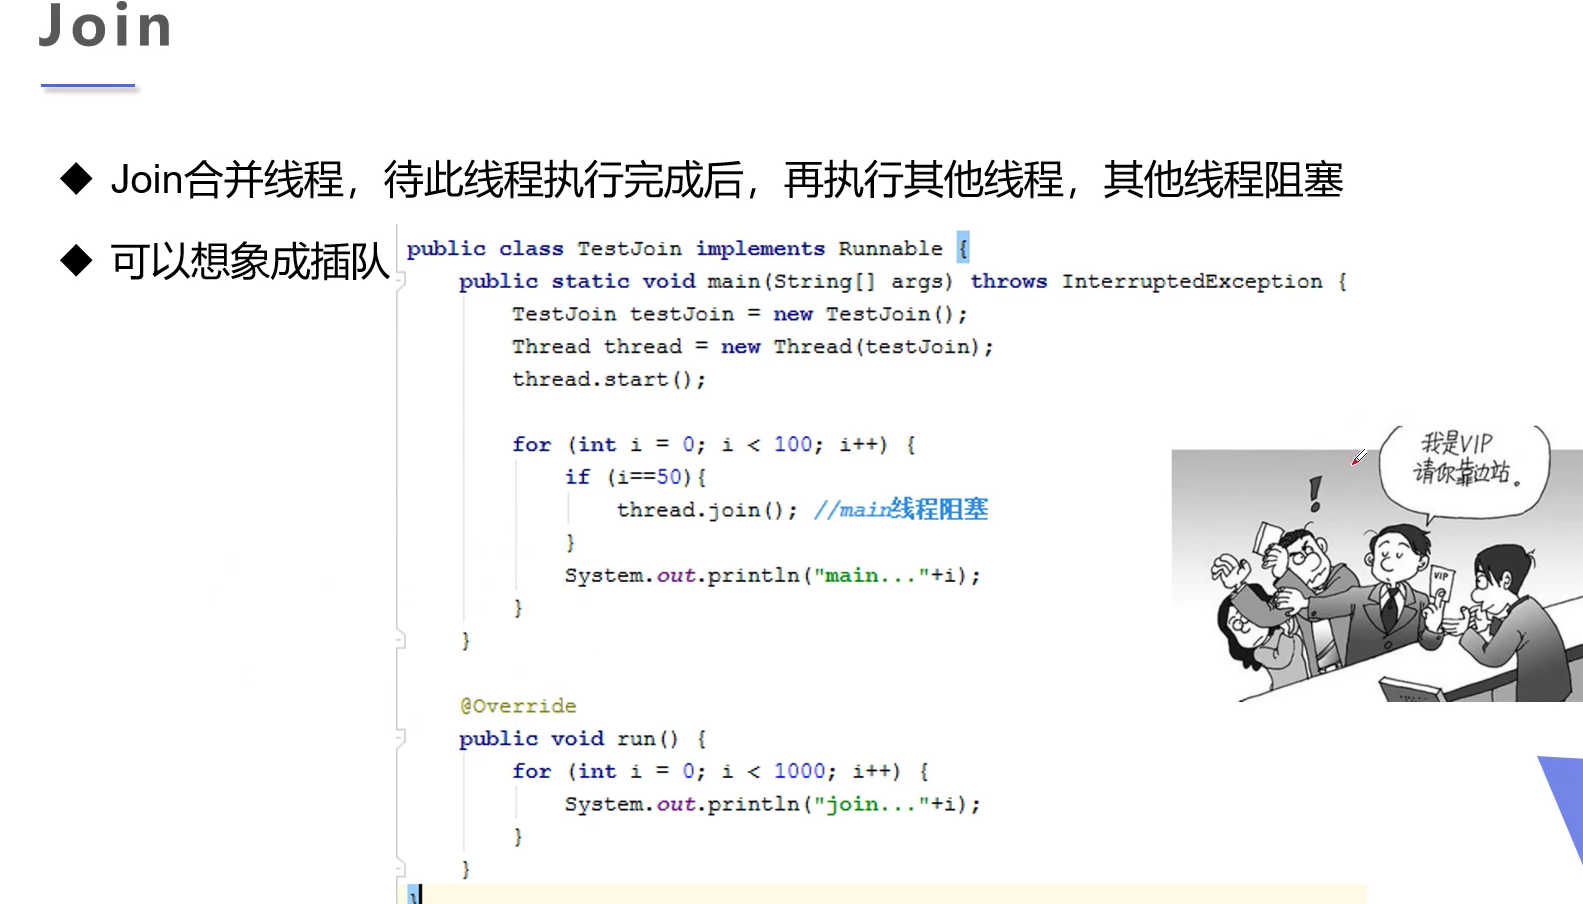 Join
◆ Join合并线程，待此线程执行完成后，再执行其他线程，其他线程阻塞
◆ 可以想象成插队
public class TestJoin implements Runnable {
    public static void main(String[] args) throws InterruptedException {
        TestJoin testJoin = new TestJoin();
        Thread thread = new Thread(testJoin);
        thread.start();
        for (int i = 0; i < 100; i++) {
            if (i==50){
                thread.join(); //main线程阻塞
            }
            System.out.println("main..."+i);
        }
    }
    @Override
    public void run() {
        for (int i = 0; i < 1000; i++) {
            System.out.println("join..."+i);
        }
    }
}
我是VIP
请你靠边站。
!
VIP